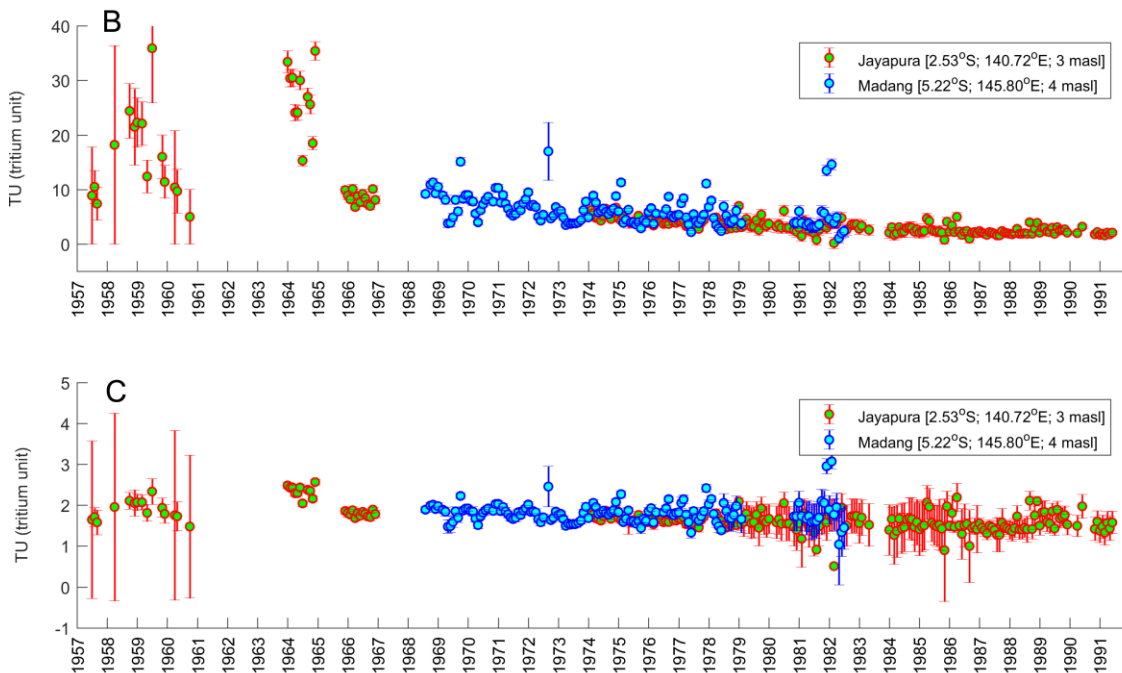 B
40
30
20
10
0
TU (tritium unit)
Jayapura [2.53°S; 140.72°E; 3 masl]
Madang [5.22°S; 145.80°E; 4 masl]
1957 1958 1959 1960 1961 1962 1963 1964 1965 1966 1967 1968 1969 1970 1971 1972 1973 1974 1975 1976 1977 1978 1979 1980 1981 1982 1983 1984 1985 1986 1987 1988 1989 1990 1991
C
5
4
3
2
1
0
-1
TU (tritium unit)
Jayapura [2.53°S; 140.72°E; 3 masl]
Madang [5.22°S; 145.80°E; 4 masl]
1957 1958 1959 1960 1961 1962 1963 1964 1965 1966 1967 1968 1969 1970 1971 1972 1973 1974 1975 1976 1977 1978 1979 1980 1981 1982 1983 1984 1985 1986 1987 1988 1989 1990 1991